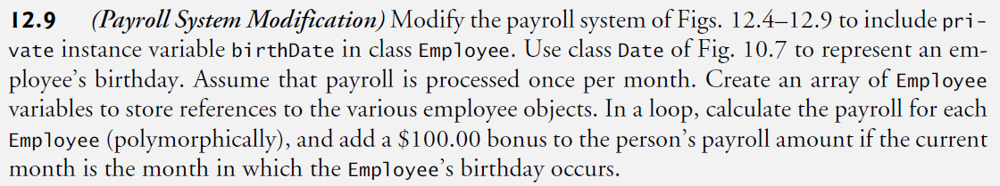 12.9 (Payroll System Modification) Modify the payroll system of Figs. 12.4–12.9 to include pri-
vate instance variable birthDate in class Employee. Use class Date of Fig. 10.7 to represent an em-
ployee's birthday. Assume that payroll is processed once per month. Create an array of Employee
variables to store references to the various employee objects. In a loop, calculate the payroll for each
Employee (polymorphically), and add a $100.00 bonus to the person's payroll amount if the current
month is the month in which the Employee's birthday occurs.